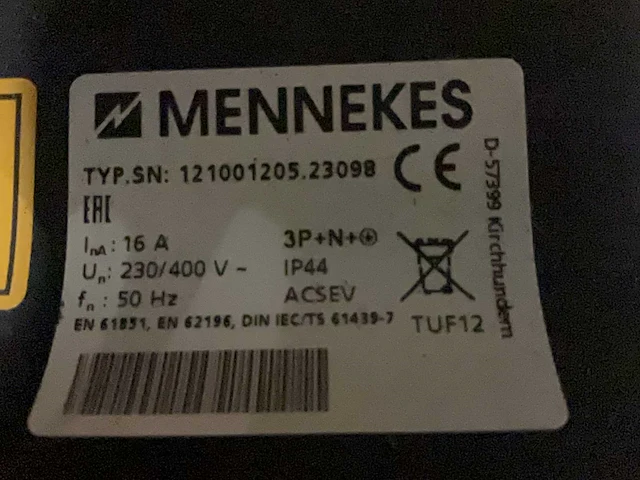 MENNEKES
TYP.SN: 121001205.23098
CE
EAC
InA: 16 A
3P+N+⏚
Un: 230/400 V ~
IP44
fn: 50 Hz
ACSEV
EN 61851, EN 62196, DIN IEC/TS 61439-7
TUF12
D-57399 Kirchhundem